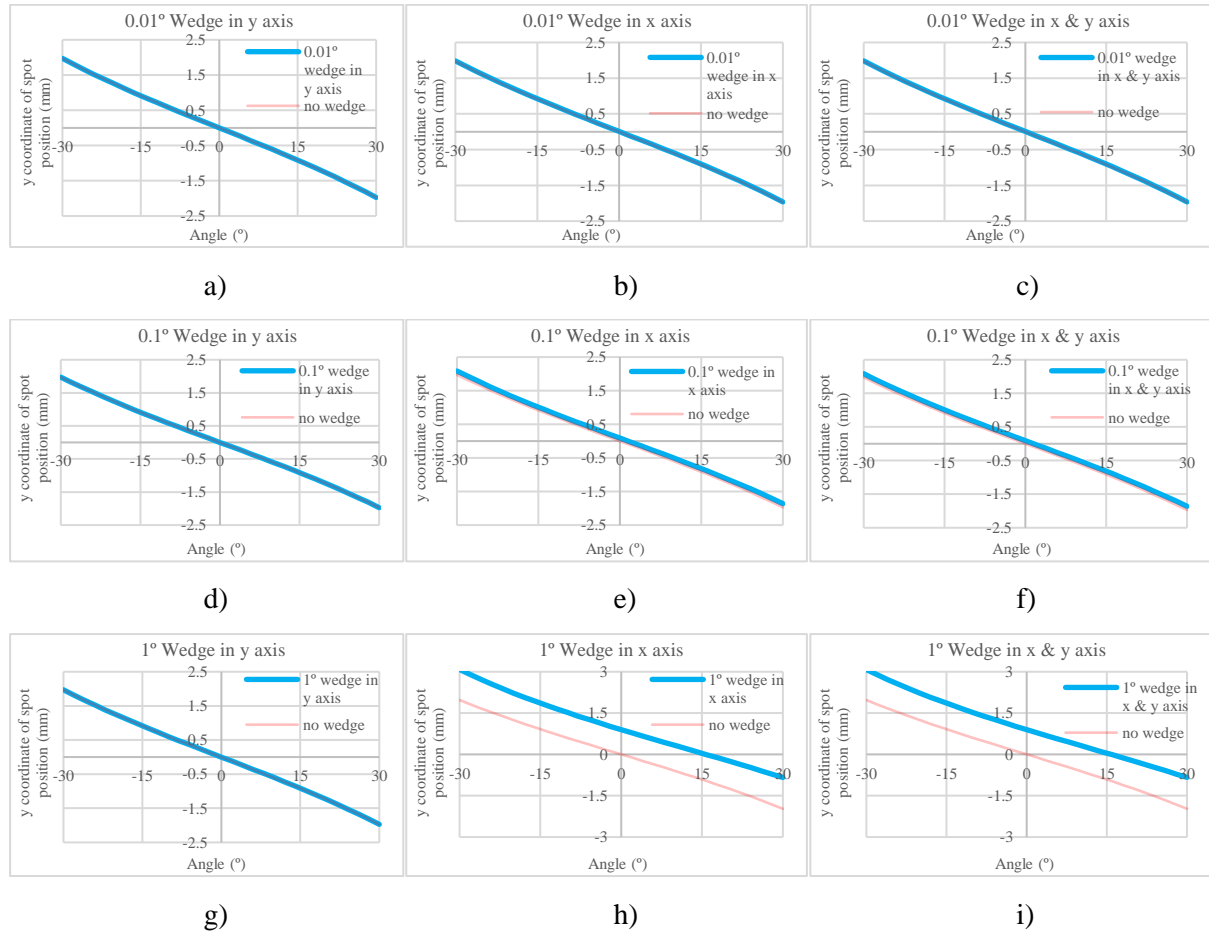 0.01º Wedge in y axis
2.5
1.5
0.5
-0.5
-1.5
-2.5
-30
-15
0
15
30
y coordinate of spot
position (mm)
Angle (º)
0.01º
wedge in
y axis
no wedge
a)
0.01º Wedge in x axis
2.5
1.5
0.5
-0.5
-1.5
-2.5
-30
-15
0
15
30
y coordinate of spot
position (mm)
Angle (º)
0.01º
wedge in x
axis
no wedge
b)
0.01º Wedge in x & y axis
2.5
1.5
0.5
-0.5
-1.5
-2.5
-30
-15
0
15
30
y coordinate of spot
position (mm)
Angle (º)
0.01º wedge
in x & y axis
no wedge
c)
0.1º Wedge in y axis
2.5
1.5
0.5
-0.5
-1.5
-2.5
-30
-15
0
15
30
y coordinate of spot
position (mm)
Angle (º)
0.1º wedge
in y axis
no wedge
d)
0.1º Wedge in x axis
2.5
1.5
0.5
-0.5
-1.5
-2.5
-30
-15
0
15
30
y coordinate of spot
position (mm)
Angle (º)
0.1º wedge in
x axis
no wedge
e)
0.1º Wedge in x & y axis
2.5
1.5
0.5
-0.5
-1.5
-2.5
-30
-15
0
15
30
y coordinate of spot
position (mm)
Angle (º)
0.1º wedge
in x & y axis
no wedge
f)
1º Wedge in y axis
2.5
1.5
0.5
-0.5
-1.5
-2.5
-30
-15
0
15
30
y coordinate of spot
position (mm)
Angle (º)
1º wedge in
y axis
no wedge
g)
1º Wedge in x axis
3
1.5
0
-1.5
-3
-30
-15
0
15
30
y coordinate of spot
position (mm)
Angle (º)
1º wedge in
x axis
no wedge
h)
1º Wedge in x & y axis
3
1.5
0
-1.5
-3
-30
-15
0
15
30
y coordinate of spot
position (mm)
Angle (º)
1º wedge in
x & y axis
no wedge
i)